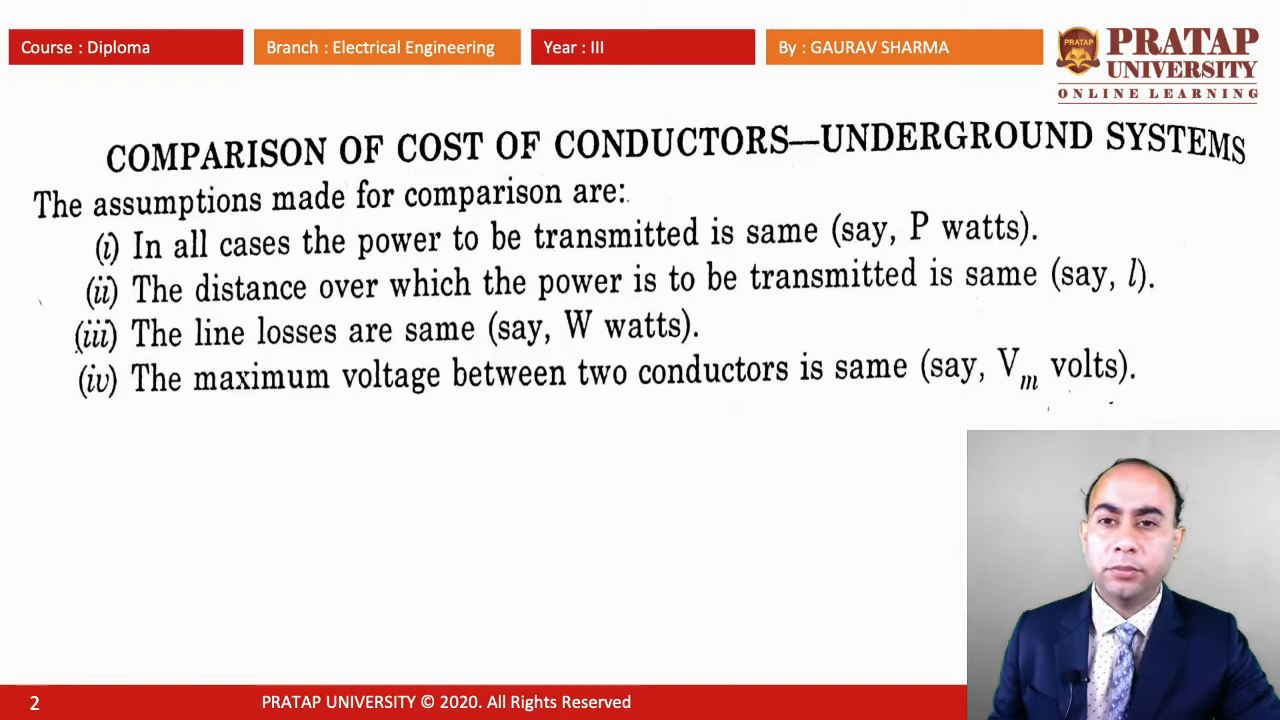 Course : Diploma
Branch : Electrical Engineering
Year : III
By : GAURAV SHARMA
PRATAP
PRATAP
UNIVERSITY
ONLINE LEARNING
COMPARISON OF COST OF CONDUCTORS—UNDERGROUND SYSTEMS
The assumptions made for comparison are:
(i) In all cases the power to be transmitted is same (say, P watts).
(ii) The distance over which the power is to be transmitted is same (say, l).
(iii) The line losses are same (say, W watts).
(iv) The maximum voltage between two conductors is same (say, Vm volts).
2
PRATAP UNIVERSITY © 2020. All Rights Reserved